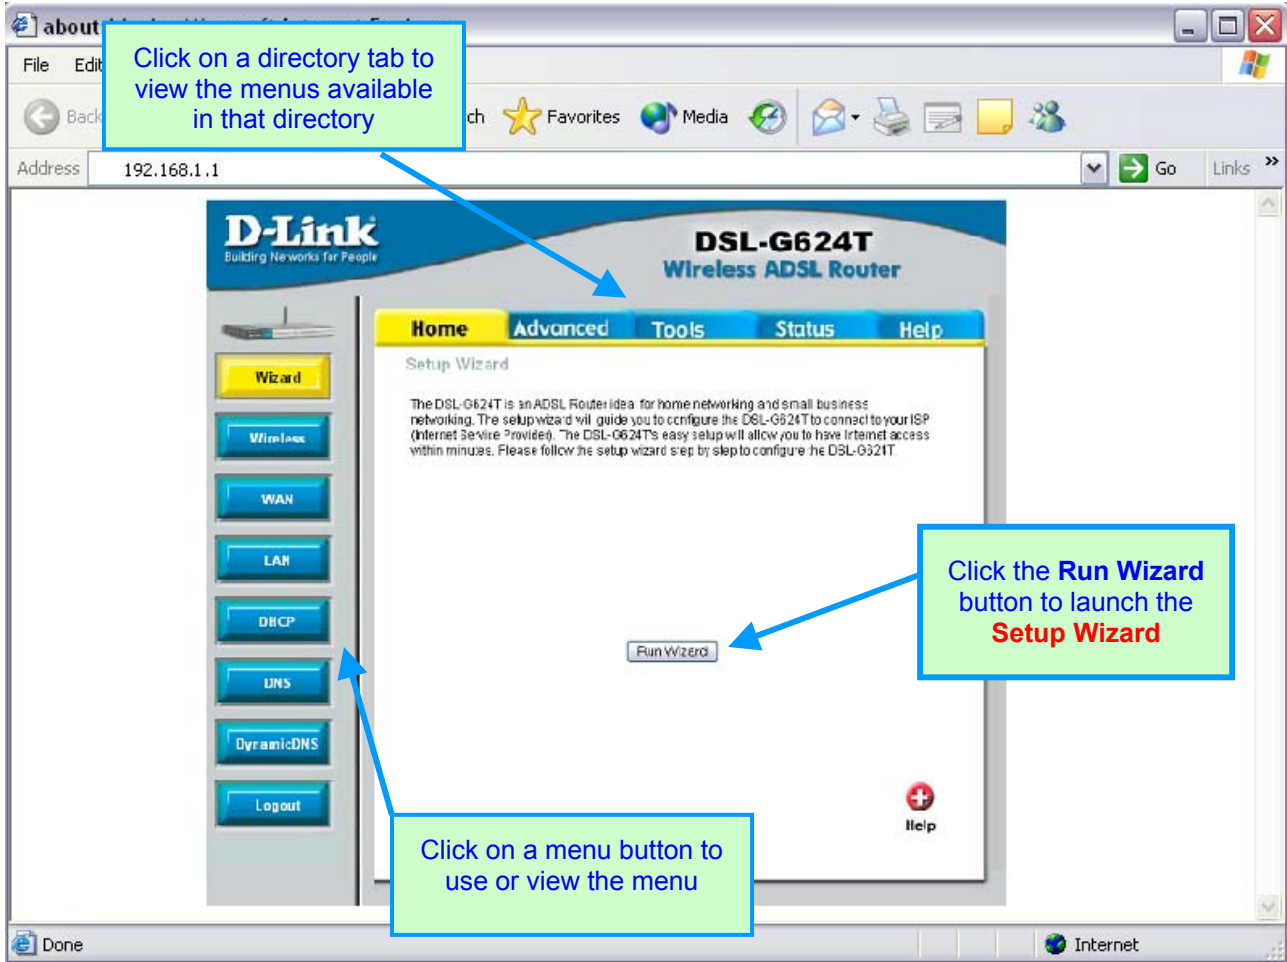 about
File Edit
Click on a directory tab to
view the menus available
in that directory
Back
ch Favorites Media
Address 192.168.1.1 Go Links »
D-Link
Building Networks for People
DSL-G624T
Wireless ADSL Router
Home Advanced Tools Status Help
Wizard
Wireless
WAN
LAN
DHCP
DNS
DynamicDNS
Logout
Setup Wizard
The DSL-G624T is an ADSL Router ideal for home networking and small business
networking. The setup wizard will guide you to configure the DSL-G624T to connect to your ISP
(Internet Service Provider). The DSL-G624T's easy setup will allow you to have Internet access
within minutes. Please follow the setup wizard step by step to configure the DSL-G624T.
Run Wizard
Click the Run Wizard
button to launch the
Setup Wizard
Help
Click on a menu button to
use or view the menu
Done Internet